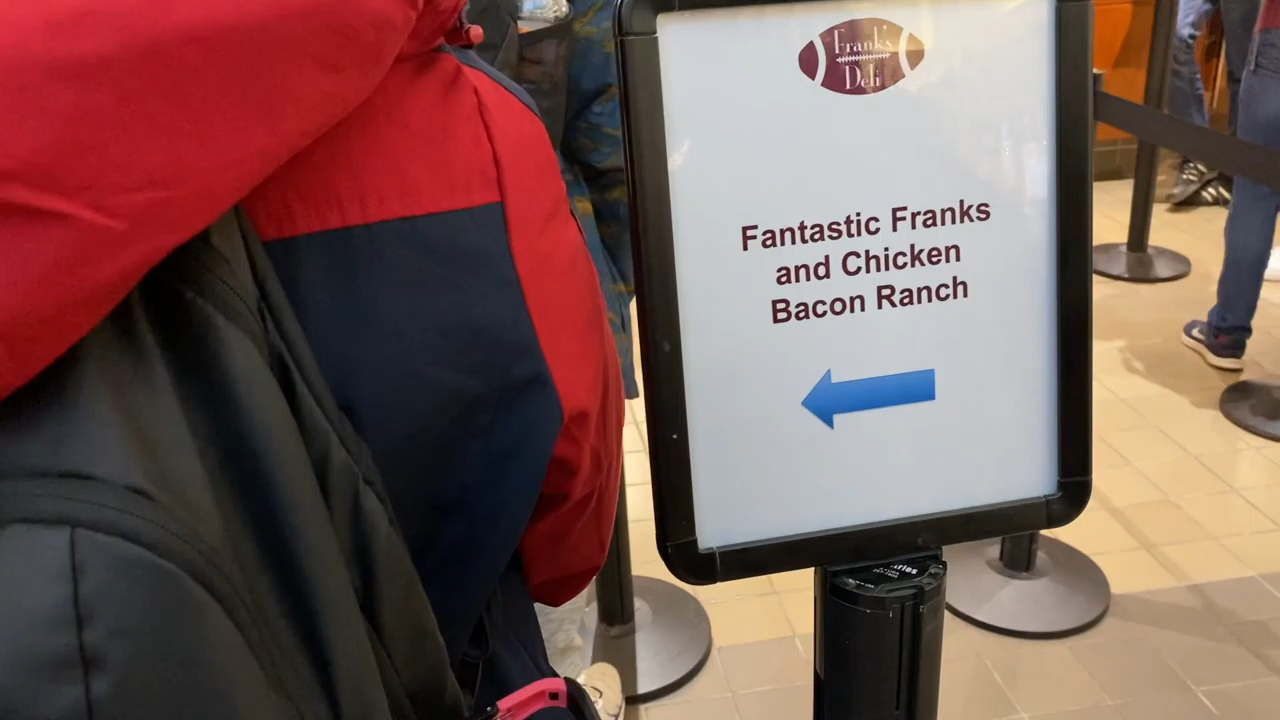 Frank's
Deli
Fantastic Franks
and Chicken
Bacon Ranch